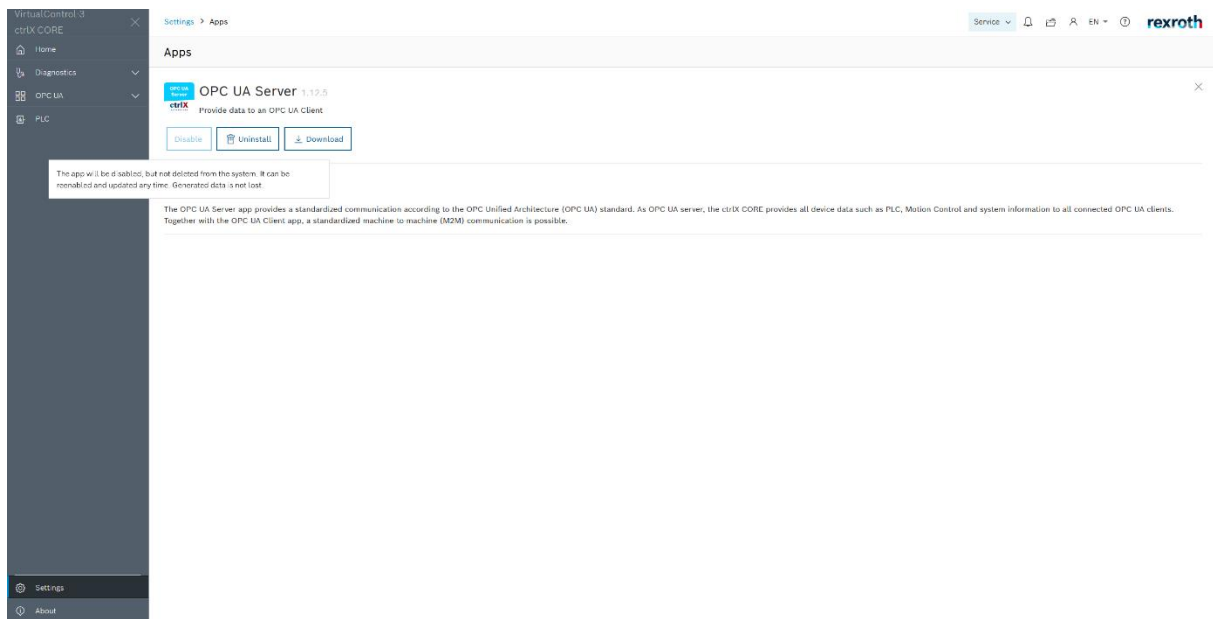 VirtualControl-3
ctrlX CORE
Home
Diagnostics
OPC UA
PLC
Settings
About
Settings > Apps
Service
EN
rexroth
Apps
OPC UA
Server
ctrlX
OPC UA Server 1.12.5
Provide data to an OPC UA Client
Disable
Uninstall
Download
The app will be disabled, but not deleted from the system. It can be
reenabled and updated any time. Generated data is not lost.
The OPC UA Server app provides a standardized communication according to the OPC Unified Architecture (OPC UA) standard. As OPC UA server, the ctrlX CORE provides all device data such as PLC, Motion Control and system information to all connected OPC UA clients.
Together with the OPC UA Client app, a standardized machine to machine (M2M) communication is possible.